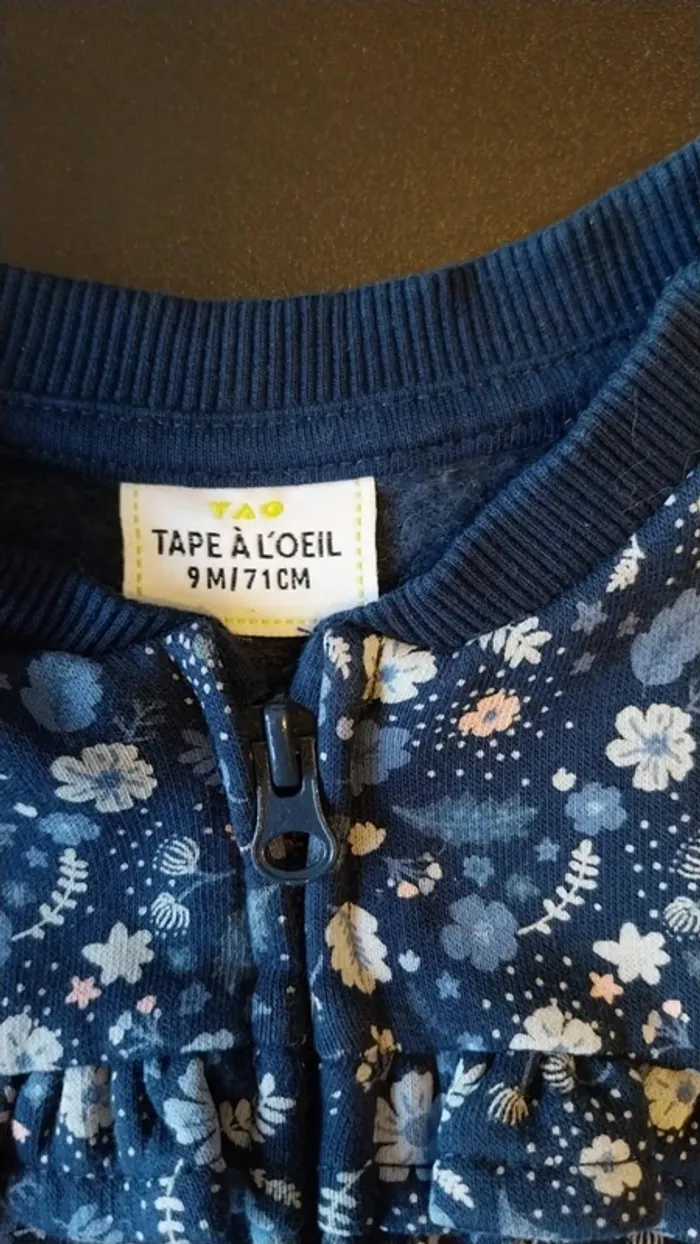 TAO
TAPE À L'OEIL
9M/71CM